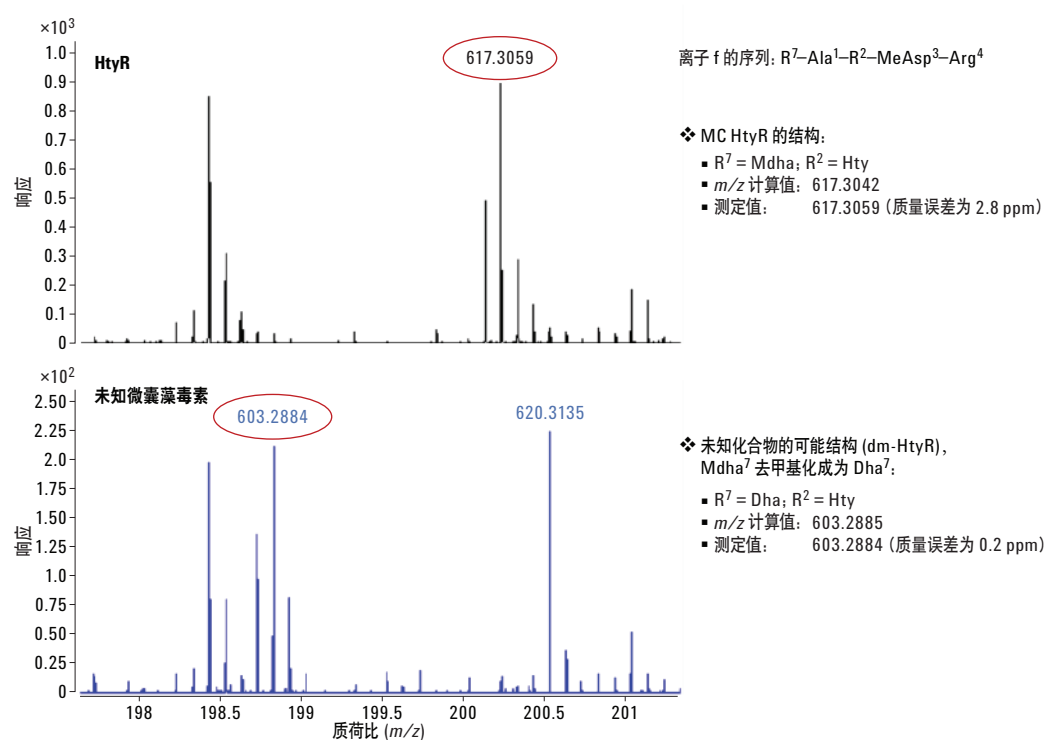 ×10³
HtyR
617.3059
离子 f 的序列: R⁷–Ala¹–R²–MeAsp³–Arg⁴
1.0
0.9
0.8
0.7
0.6
0.5
0.4
0.3
0.2
0.1
0
响应
❖ MC HtyR 的结构:
▪ R⁷ = Mdha; R² = Hty
▪ m/z 计算值: 617.3042
▪ 测定值: 617.3059 (质量误差为 2.8 ppm)
×10²
未知微囊藻毒素
603.2884
620.3135
2.50
2.25
2.0
1.75
1.50
1.25
1.0
0.75
0.50
0.25
0
响应
❖ 未知化合物的可能结构 (dm-HtyR),
Mdha⁷ 去甲基化成为 Dha⁷:
▪ R⁷ = Dha; R² = Hty
▪ m/z 计算值: 603.2885
▪ 测定值: 603.2884 (质量误差为 0.2 ppm)
198 198.5 199 199.5 200 200.5 201
质荷比 (m/z)